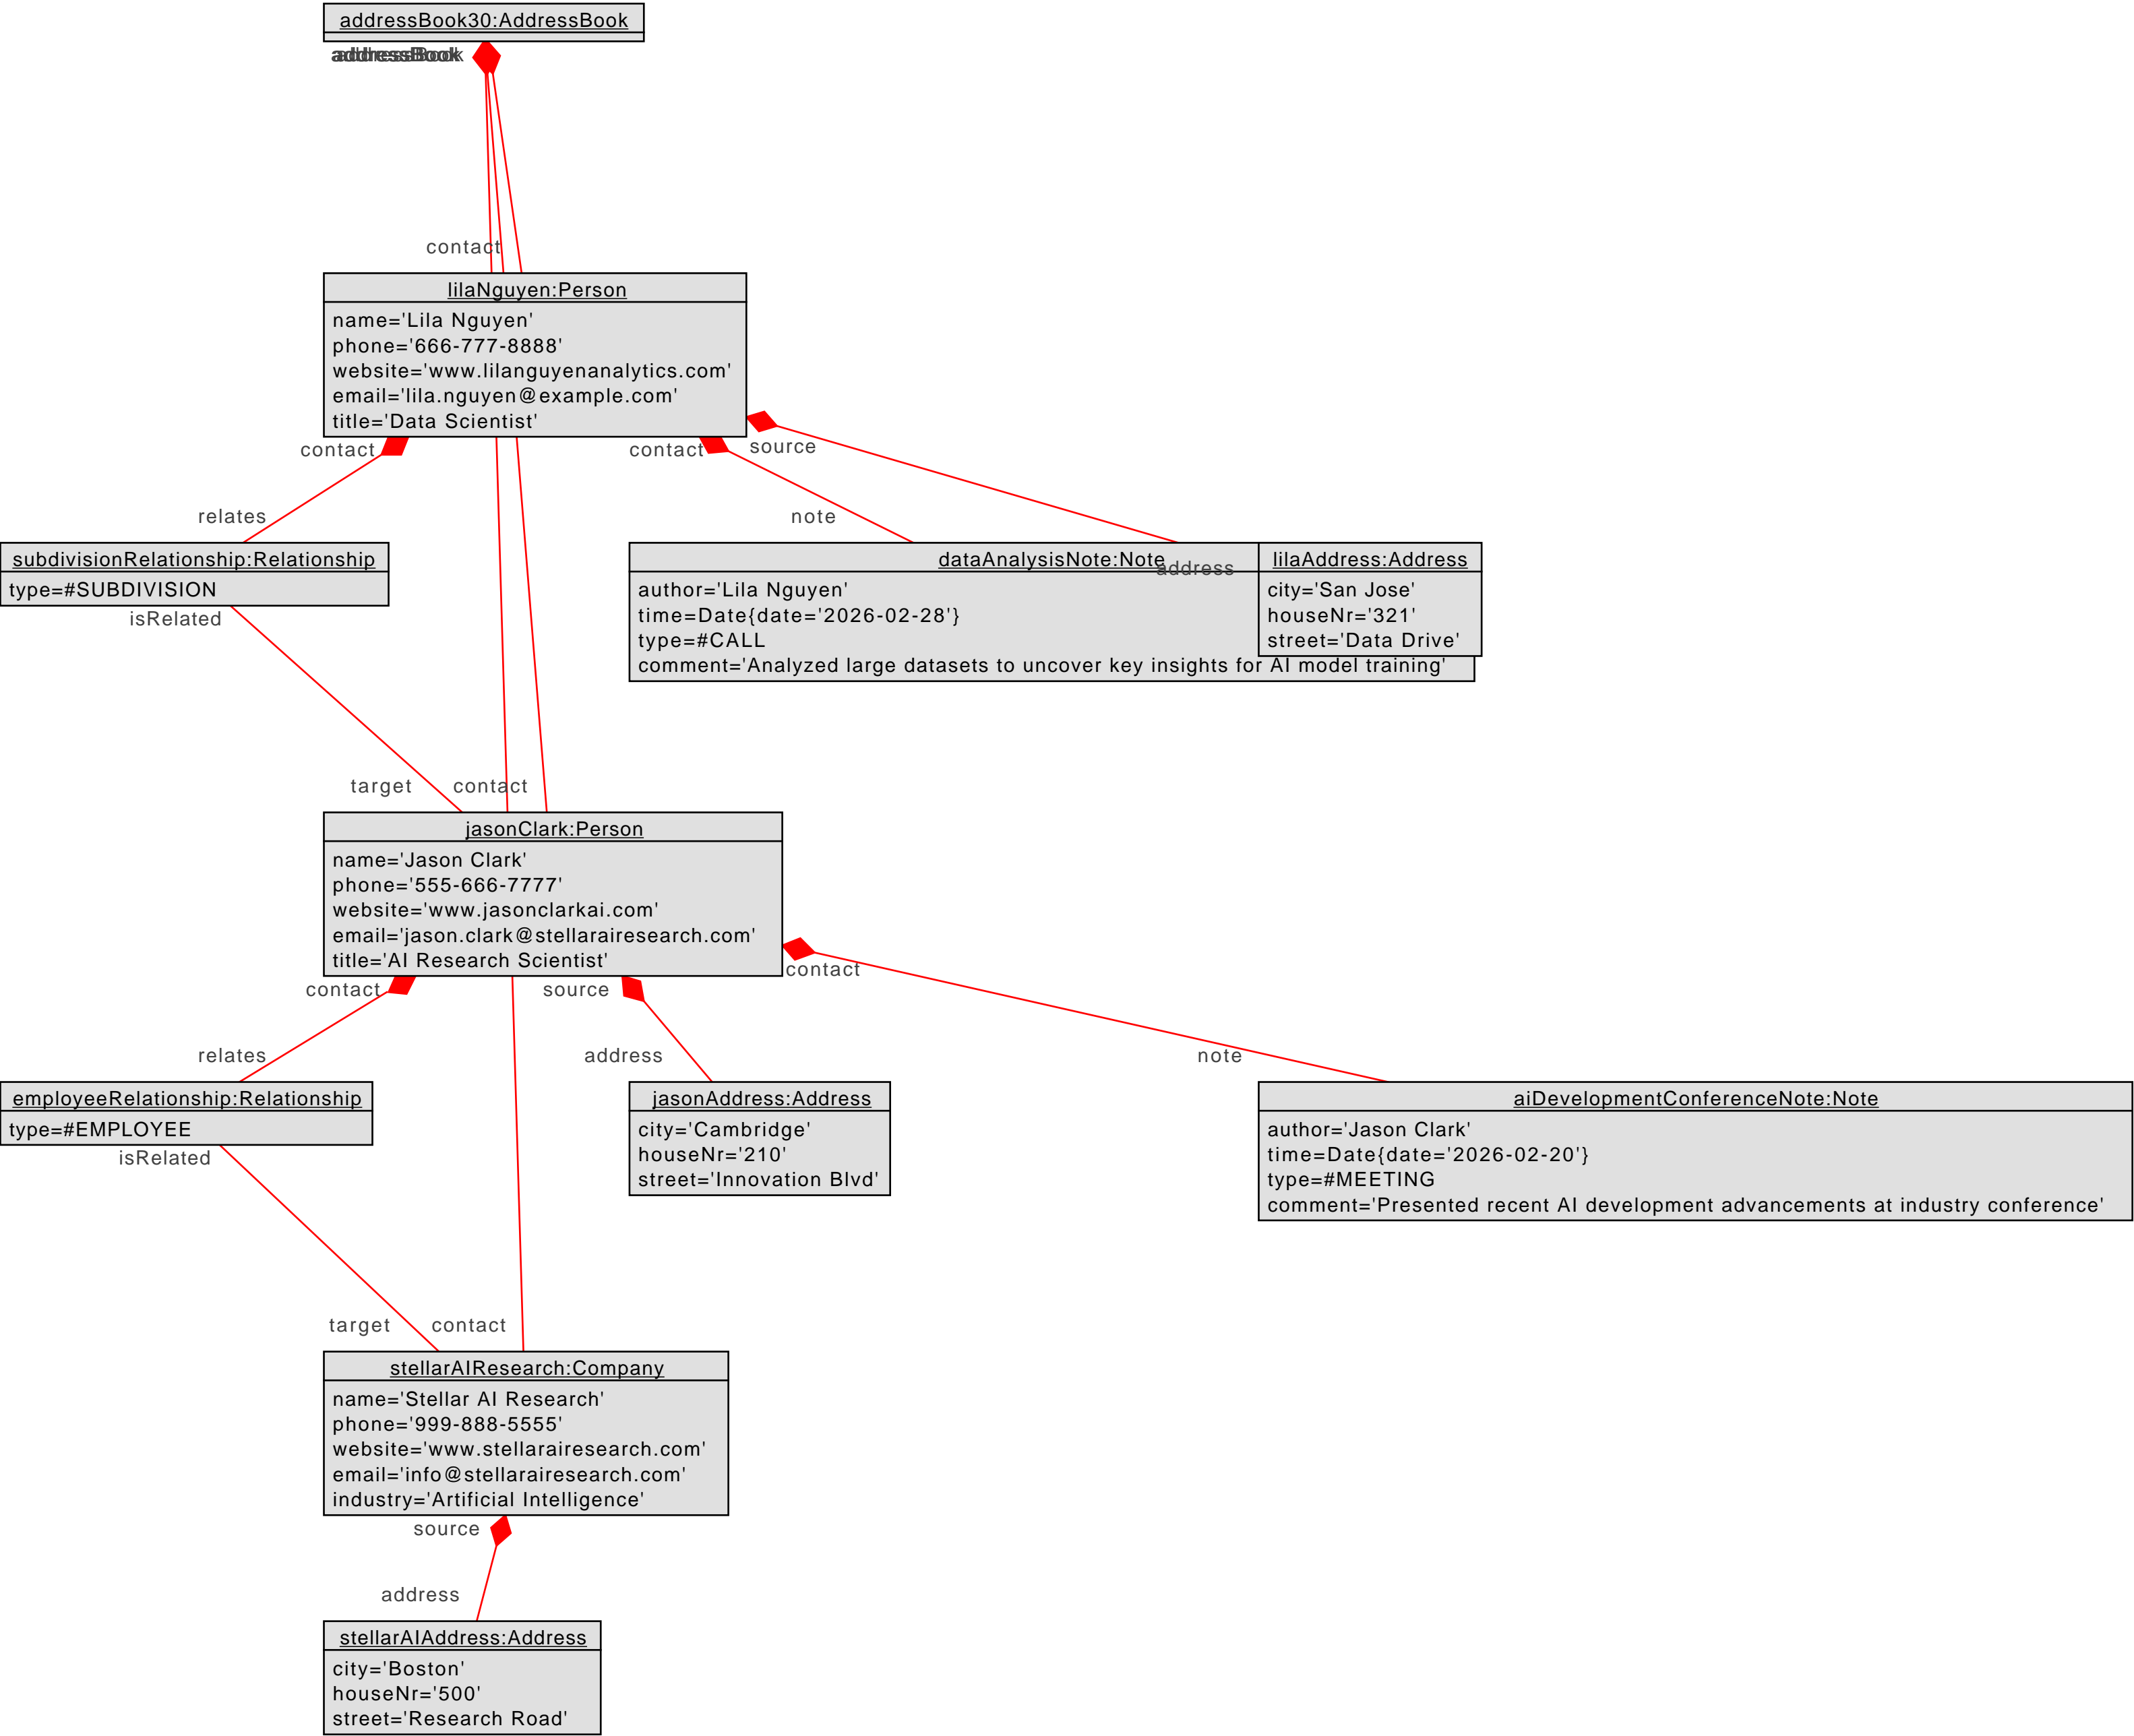 addressBook30:AddressBook
addressBook
contact
lilaNguyen:Person
name='Lila Nguyen'
phone='666-777-8888'
website='www.lilanguyenanalytics.com'
email='lila.nguyen@example.com'
title='Data Scientist'
contact
contact
source
relates
note
subdivisionRelationship:Relationship
type=#SUBDIVISION
isRelated
dataAnalysisNote:Note
author='Lila Nguyen'
time=Date{date='2026-02-28'}
type=#CALL
comment='Analyzed large datasets to uncover key insights for AI model training'
address
lilaAddress:Address
city='San Jose'
houseNr='321'
street='Data Drive'
target
contact
jasonClark:Person
name='Jason Clark'
phone='555-666-7777'
website='www.jasonclarkai.com'
email='jason.clark@stellarairesearch.com'
title='AI Research Scientist'
contact
source
contact
relates
address
note
employeeRelationship:Relationship
type=#EMPLOYEE
isRelated
jasonAddress:Address
city='Cambridge'
houseNr='210'
street='Innovation Blvd'
aiDevelopmentConferenceNote:Note
author='Jason Clark'
time=Date{date='2026-02-20'}
type=#MEETING
comment='Presented recent AI development advancements at industry conference'
target
contact
stellarAIResearch:Company
name='Stellar AI Research'
phone='999-888-5555'
website='www.stellarairesearch.com'
email='info@stellarairesearch.com'
industry='Artificial Intelligence'
source
address
stellarAIAddress:Address
city='Boston'
houseNr='500'
street='Research Road'